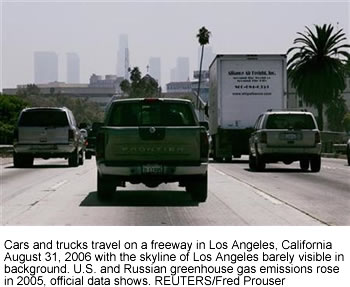 FRONTIER
Cars and trucks travel on a freeway in Los Angeles, California
August 31, 2006 with the skyline of Los Angeles barely visible in
background. U.S. and Russian greenhouse gas emissions rose
in 2005, official data shows. REUTERS/Fred Prouser